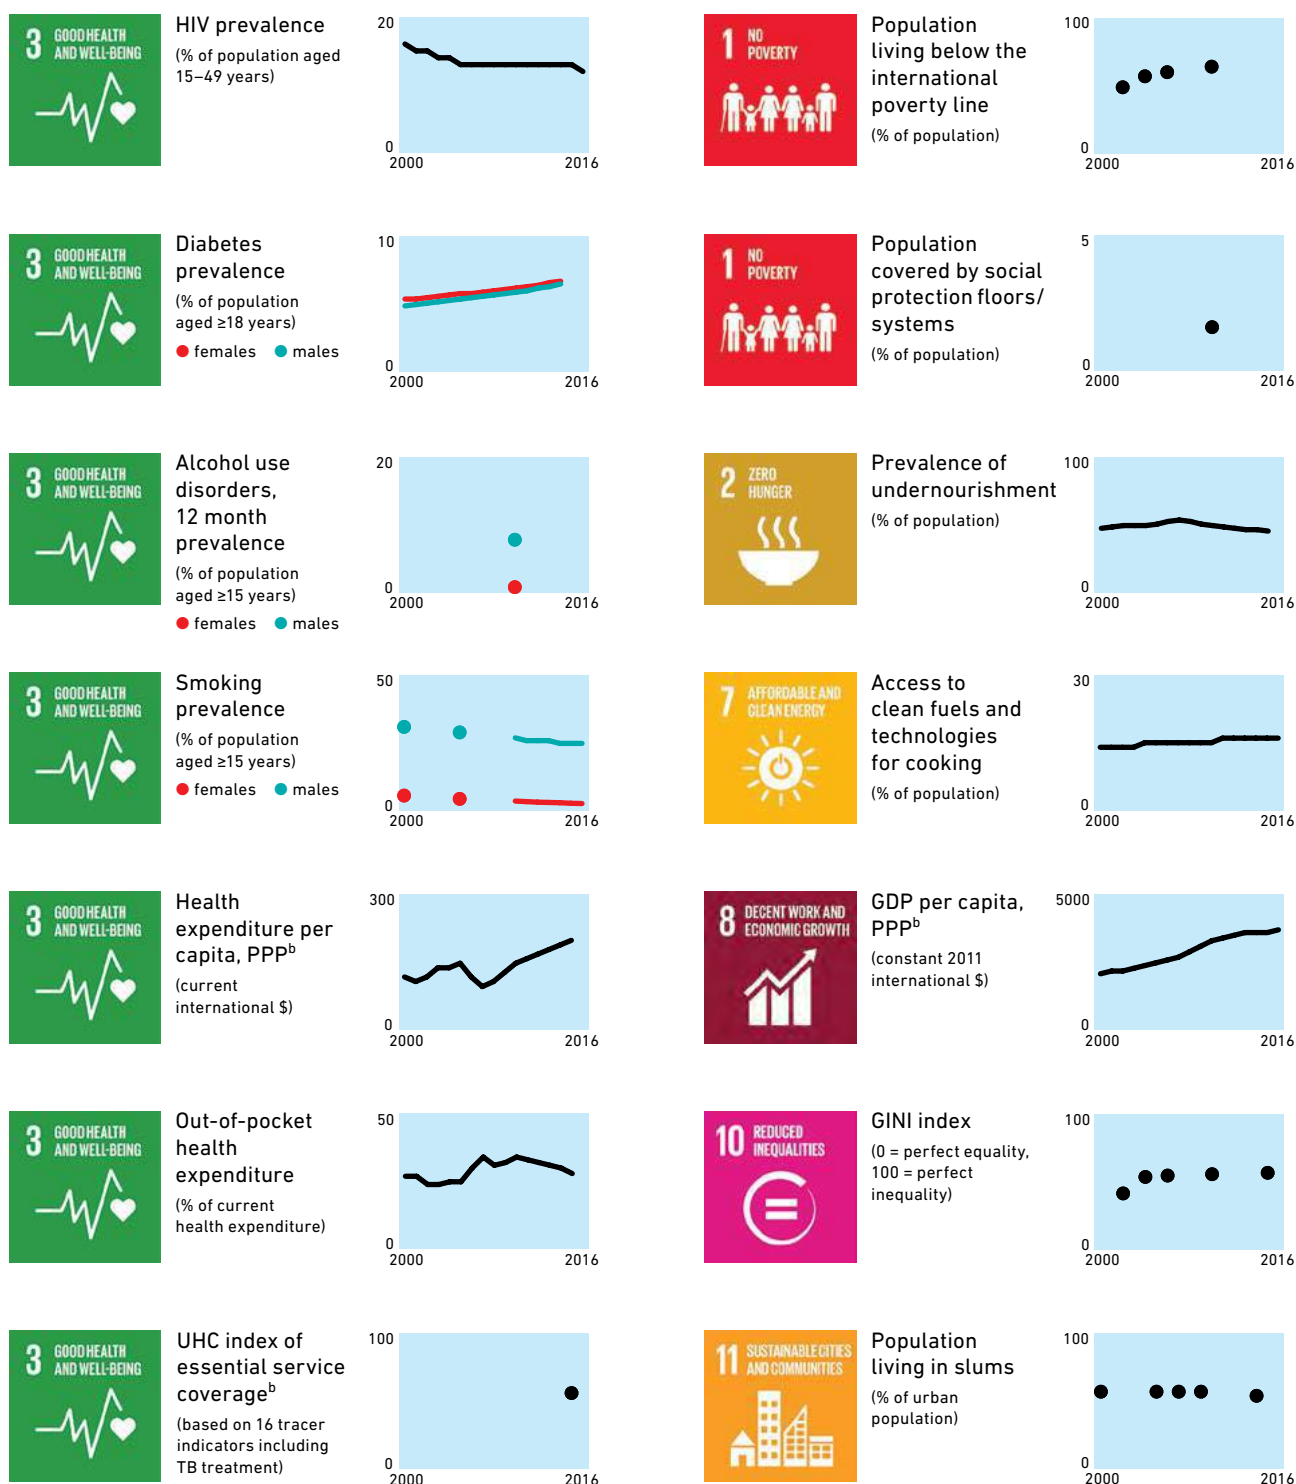 3 GOOD HEALTH
AND WELL-BEING
HIV prevalence
(% of population aged
15–49 years)
20
0
2000 2016
1 NO
POVERTY
Population
living below the
international
poverty line
(% of population)
100
0
2000 2016
3 GOOD HEALTH
AND WELL-BEING
Diabetes
prevalence
(% of population
aged ≥18 years)
females males
10
0
2000 2016
1 NO
POVERTY
Population
covered by social
protection floors/
systems
(% of population)
5
0
2000 2016
3 GOOD HEALTH
AND WELL-BEING
Alcohol use
disorders,
12 month
prevalence
(% of population
aged ≥15 years)
females males
20
0
2000 2016
2 ZERO
HUNGER
Prevalence of
undernourishment
(% of population)
100
0
2000 2016
3 GOOD HEALTH
AND WELL-BEING
Smoking
prevalence
(% of population
aged ≥15 years)
females males
50
0
2000 2016
7 AFFORDABLE AND
CLEAN ENERGY
Access to
clean fuels and
technologies
for cooking
(% of population)
30
0
2000 2016
3 GOOD HEALTH
AND WELL-BEING
Health
expenditure per
capita, PPPᵇ
(current
international $)
300
0
2000 2016
8 DECENT WORK AND
ECONOMIC GROWTH
GDP per capita,
PPPᵇ
(constant 2011
international $)
5000
0
2000 2016
3 GOOD HEALTH
AND WELL-BEING
Out-of-pocket
health
expenditure
(% of current
health expenditure)
50
0
2000 2016
10 REDUCED
INEQUALITIES
GINI index
(0 = perfect equality,
100 = perfect
inequality)
100
0
2000 2016
3 GOOD HEALTH
AND WELL-BEING
UHC index of
essential service
coverageᵇ
(based on 16 tracer
indicators including
TB treatment)
100
0
2000 2016
11 SUSTAINABLE CITIES
AND COMMUNITIES
Population
living in slums
(% of urban
population)
100
0
2000 2016